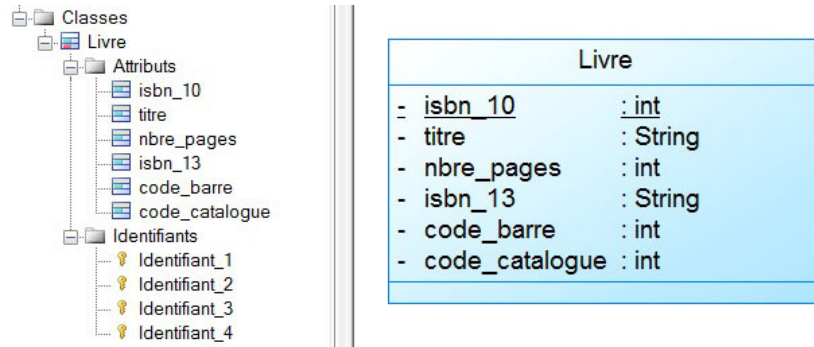 Classes
Livre
Attributs
isbn_10
titre
nbre_pages
isbn_13
code_barre
code_catalogue
Identifiants
Identifiant_1
Identifiant_2
Identifiant_3
Identifiant_4
Livre
- isbn_10 : int
- titre : String
- nbre_pages : int
- isbn_13 : String
- code_barre : int
- code_catalogue : int